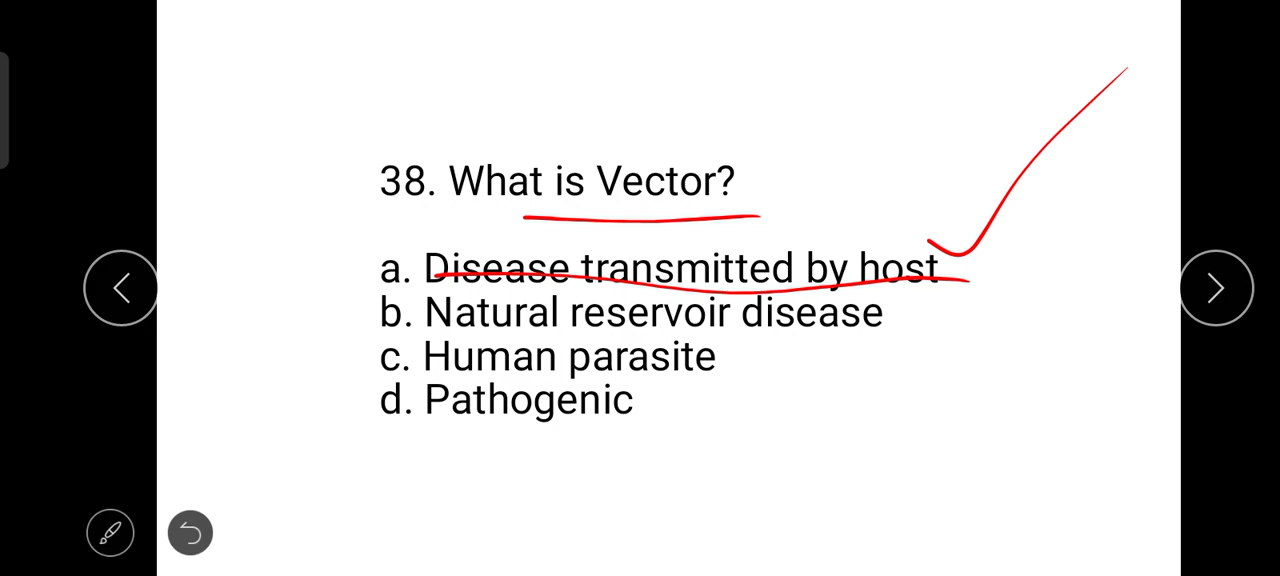 38. What is Vector?
a. Disease transmitted by host
b. Natural reservoir disease
c. Human parasite
d. Pathogenic